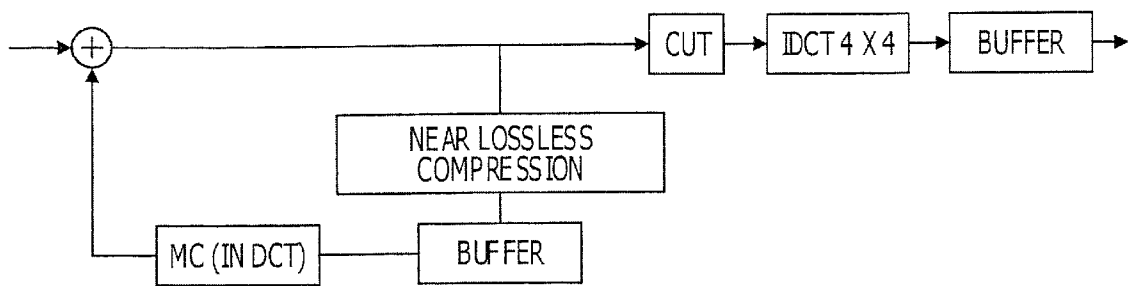 +
CUT
IDCT 4 X 4
BUFFER
NEAR LOSSLESS
COMPRESSION
MC (IN DCT)
BUFFER